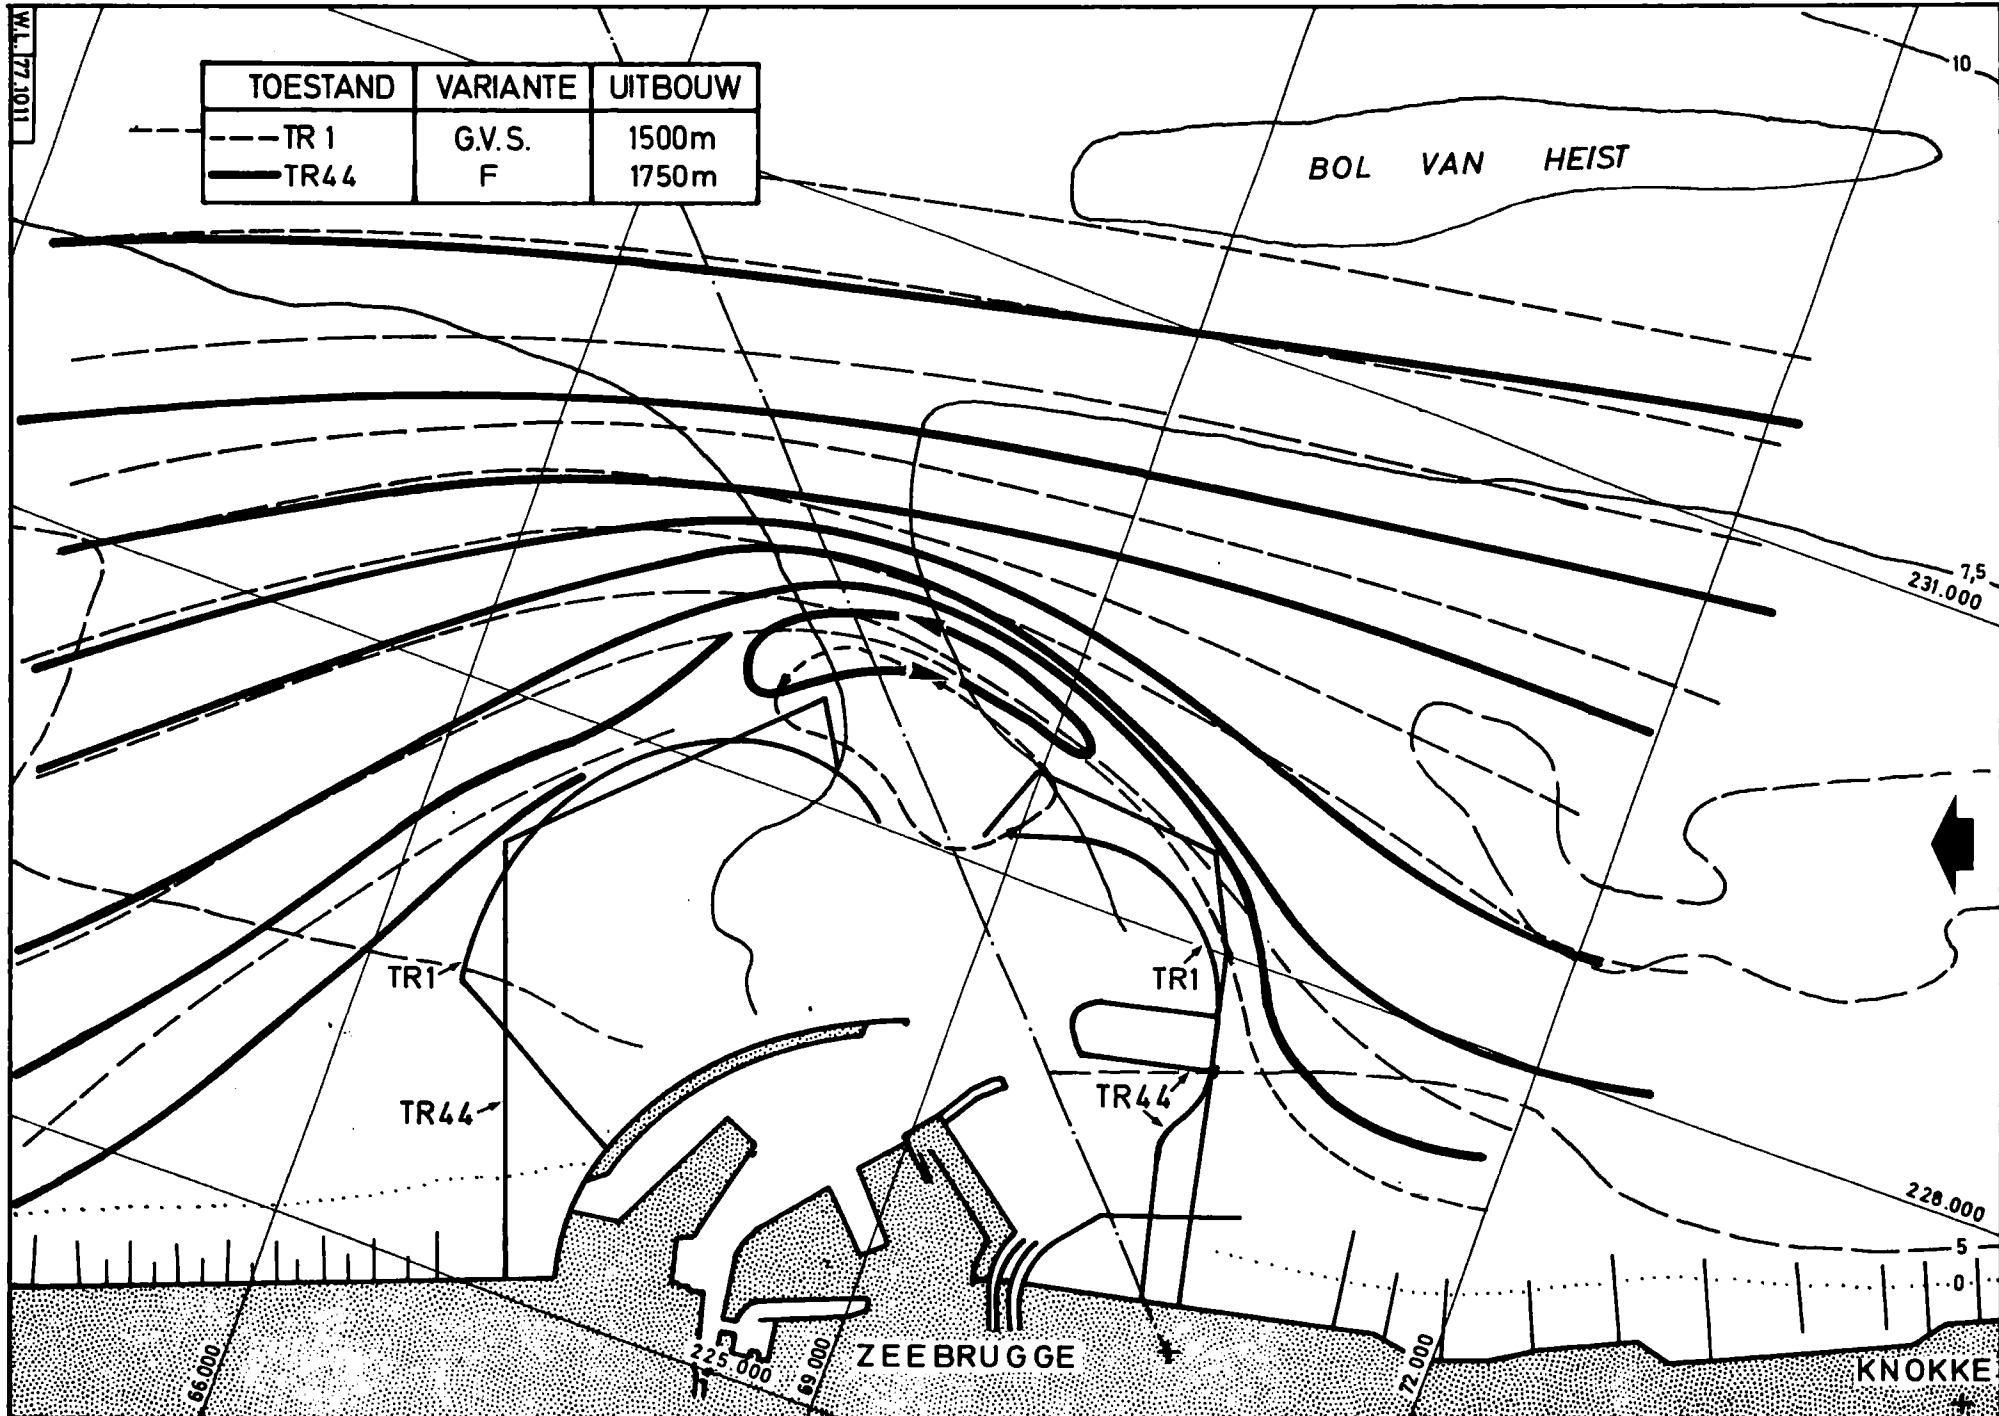 W.L. 77.1011
TOESTAND VARIANTE UITBOUW
TR 1 G.V.S. 1500m
TR44 F 1750m
10
BOL VAN HEIST
7,5
231.000
TR1
TR1
TR44
TR44
228.000
5
0
66.000
225.000
69.000
ZEEBRUGGE
72.000
KNOKKE